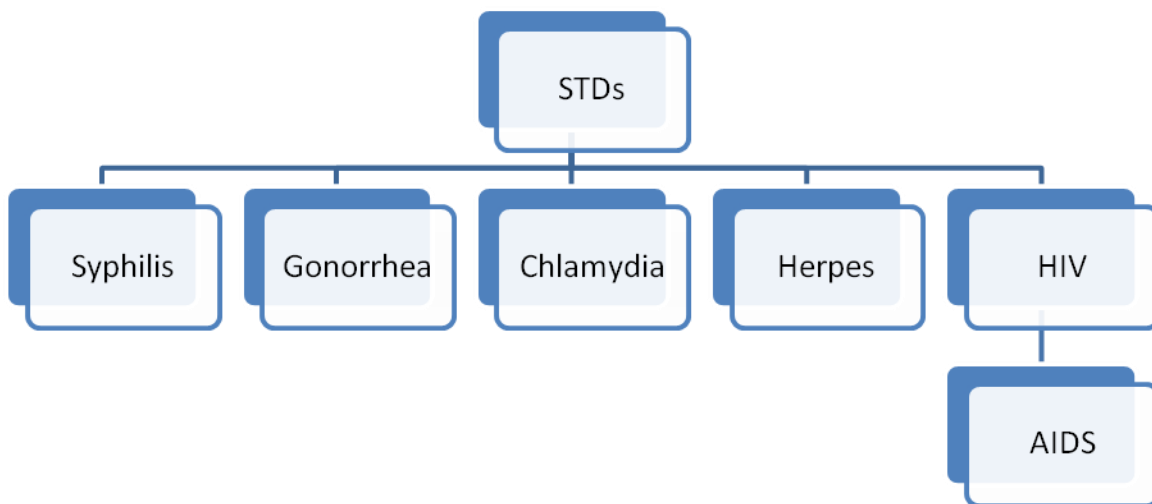 STDs
Syphilis
Gonorrhea
Chlamydia
Herpes
HIV
AIDS